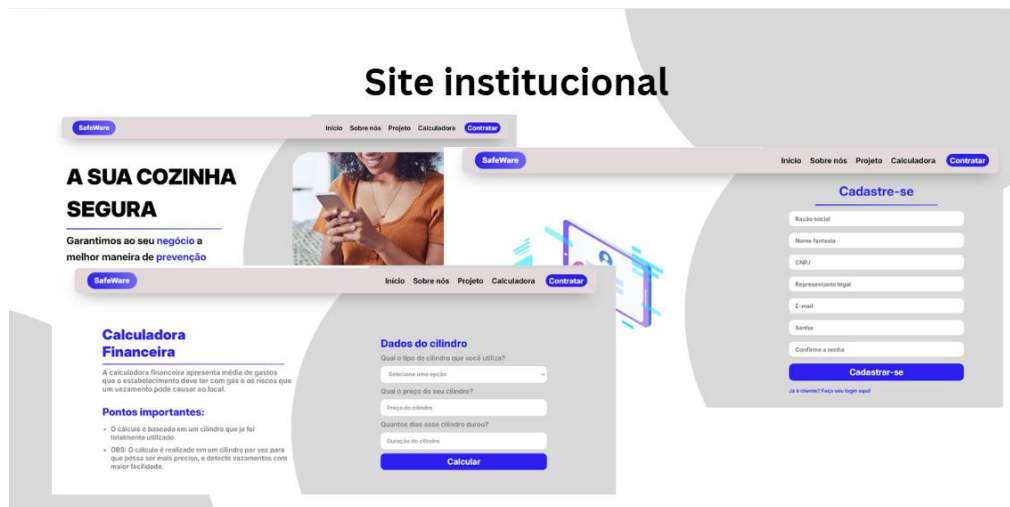 Site institucional
SafeWare
Início Sobre nós Projeto Calculadora Contratar
A SUA COZINHA
SEGURA
Garantimos ao seu negócio a
melhor maneira de prevenção
SafeWare
Início Sobre nós Projeto Calculadora Contratar
Cadastre-se
Razão social
Nome fantasia
CNPJ
Representante legal
E-mail
Senha
Confirme a senha
Cadastrar-se
Já é cliente? Faça seu login aqui!
SafeWare
Início Sobre nós Projeto Calculadora Contratar
Calculadora
Financeira
A calculadora financeira apresenta média de gastos
que o estabelecimento deve ter com gás e os riscos que
um vazamento pode causar ao local.
Pontos importantes:
• O cálculo é baseado em um cilindro que ja foi
totalmente utilizado.
• OBS: O cálculo é realizado em um cilindro por vez para
que possa ser mais preciso, e detecte vazamentos com
maior facilidade.
Dados do cilindro
Qual o tipo de cilindro que você utiliza?
Selecione uma opção
Qual o preço do seu cilindro?
Preço do cilindro
Quantos dias esse cilindro durou?
Duração do cilindro
Calcular